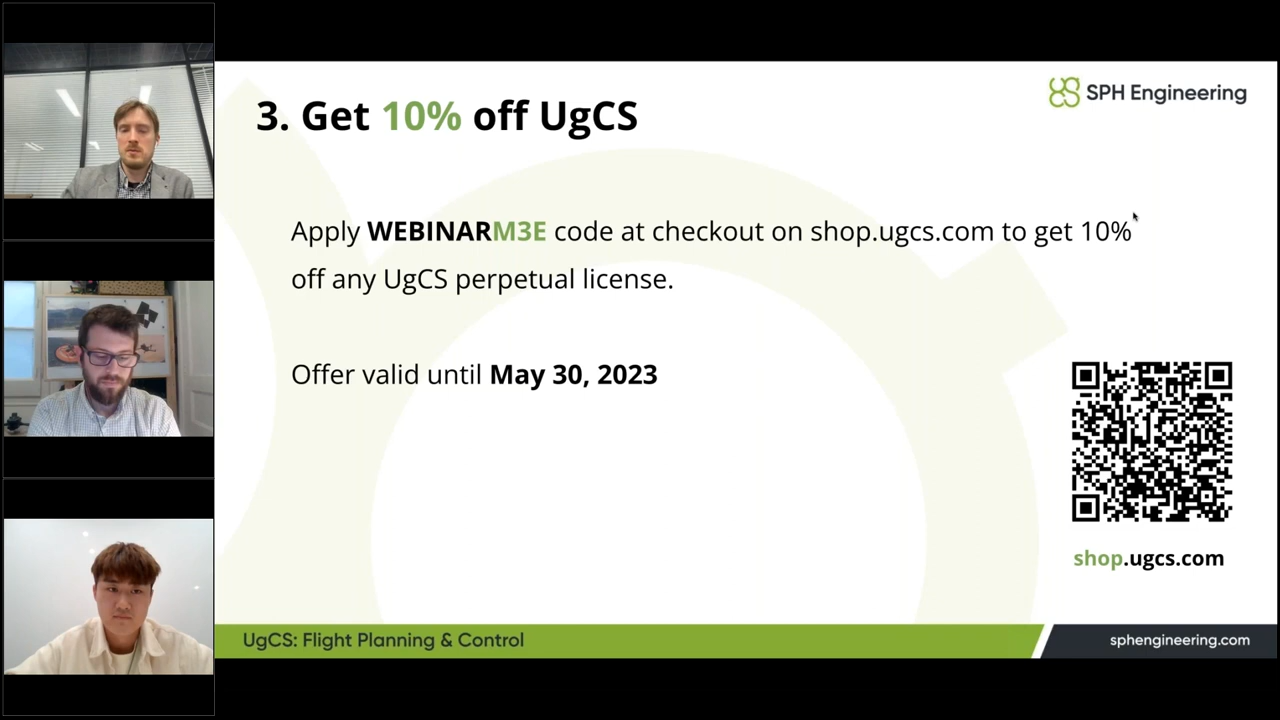 SPH Engineering
3. Get 10% off UgCS
Apply WEBINARM3E code at checkout on shop.ugcs.com to get 10%
off any UgCS perpetual license.
Offer valid until May 30, 2023
shop.ugcs.com
UgCS: Flight Planning & Control
sphengineering.com